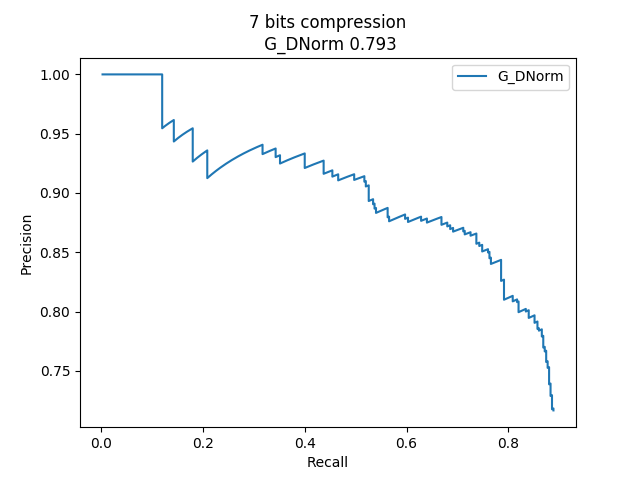 7 bits compression
G_DNorm 0.793
G_DNorm
1.00
0.95
0.90
0.85
0.80
0.75
Precision
0.0 0.2 0.4 0.6 0.8
Recall